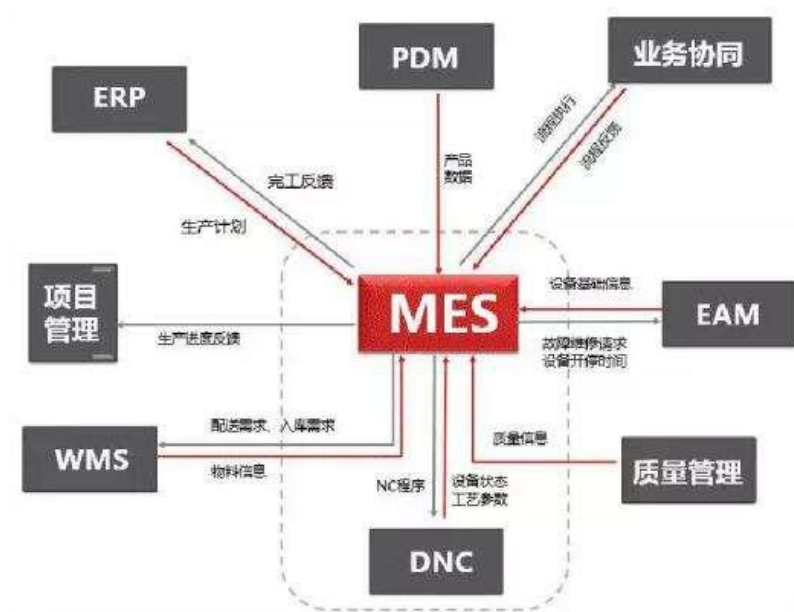 PDM
业务协同
ERP
流程执行
流程反馈
产品
数据
完工反馈
生产计划
项目
管理
MES
设备基础信息
EAM
生产进度反馈
故障维修请求
设备开停时间
配送需求、入库需求
WMS
物料信息
质量信息
质量管理
NC程序
设备状态
工艺参数
DNC